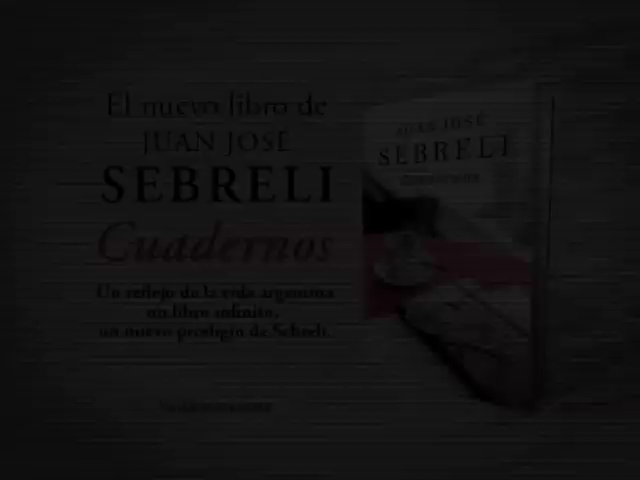 El nuevo libro de
JUAN JOSÉ
SEBRELI
Cuadernos
Un reflejo de la vida argentina
un libro infinito,
un nuevo prodigio de Sebreli.
JUAN JOSÉ
SEBRELI
CUADERNOS